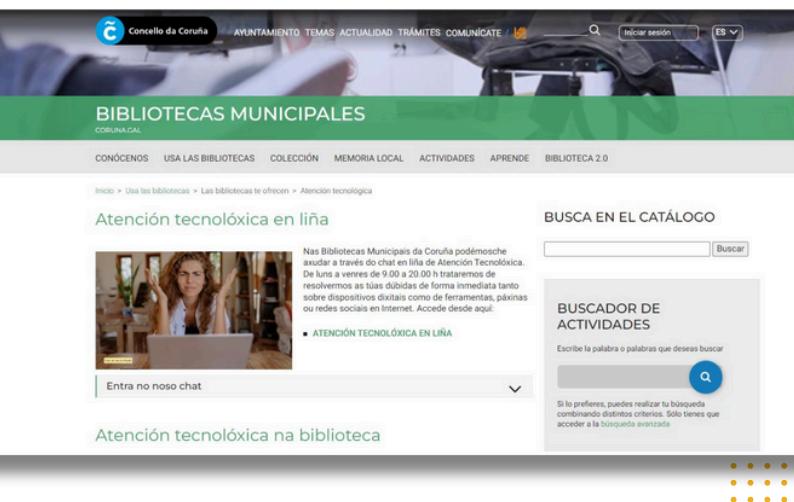 Concello da Coruña
AYUNTAMIENTO TEMAS ACTUALIDAD TRÁMITES COMUNÍCATE /
Iniciar sesión
ES
BIBLIOTECAS MUNICIPALES
CORUNA.GAL
CONÓCENOS USA LAS BIBLIOTECAS COLECCIÓN MEMORIA LOCAL ACTIVIDADES APRENDE BIBLIOTECA 2.0
Inicio > Usa las bibliotecas > Las bibliotecas te ofrecen > Atención tecnológica
Atención tecnolóxica en liña
Nas Bibliotecas Municipais da Coruña podémosche
axudar a través do chat en liña de Atención Tecnolóxica.
De luns a venres de 9.00 a 20.00 h trataremos de
resolvermos as túas dúbidas de forma inmediata tanto
sobre dispositivos dixitais como de ferramentas, páxinas
ou redes sociais en Internet. Accede desde aquí:
ATENCIÓN TECNOLÓXICA EN LIÑA
Entra no noso chat
Atención tecnolóxica na biblioteca
BUSCA EN EL CATÁLOGO
Buscar
BUSCADOR DE
ACTIVIDADES
Escribe la palabra o palabras que deseas buscar
Si lo prefieres, puedes realizar tu búsqueda
combinando distintos criterios. Sólo tienes que
acceder a la búsqueda avanzada